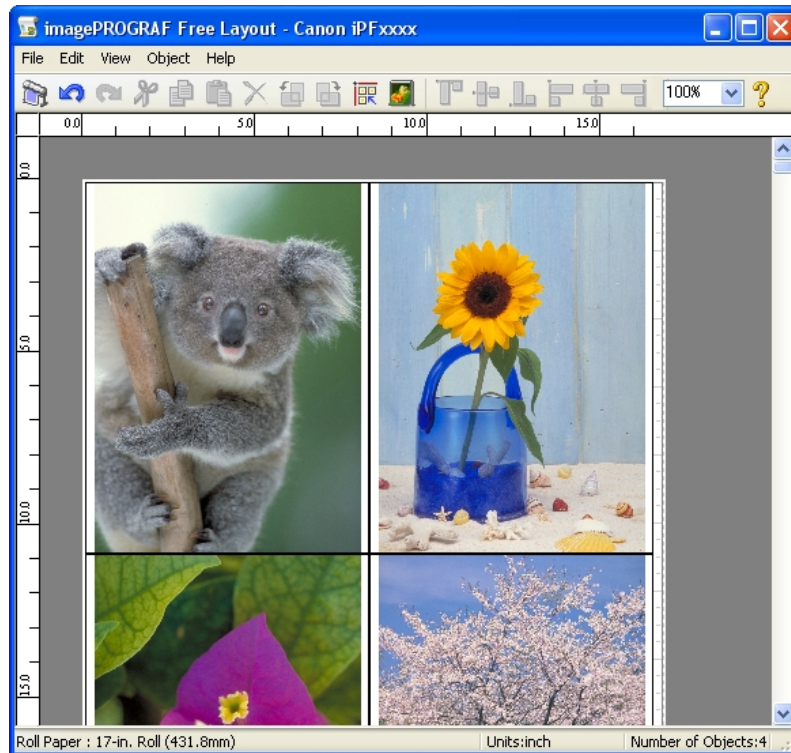 imagePROGRAF Free Layout - Canon iPFxxxx
File Edit View Object Help
100%
0.0 5.0 10.0 15.0
0.0
5.0
10.0
15.0
Roll Paper : 17-in. Roll (431.8mm) Units:inch Number of Objects:4